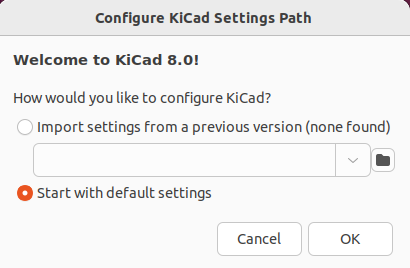 Configure KiCad Settings Path
Welcome to KiCad 8.0!
How would you like to configure KiCad?
Import settings from a previous version (none found)
Start with default settings
Cancel
OK